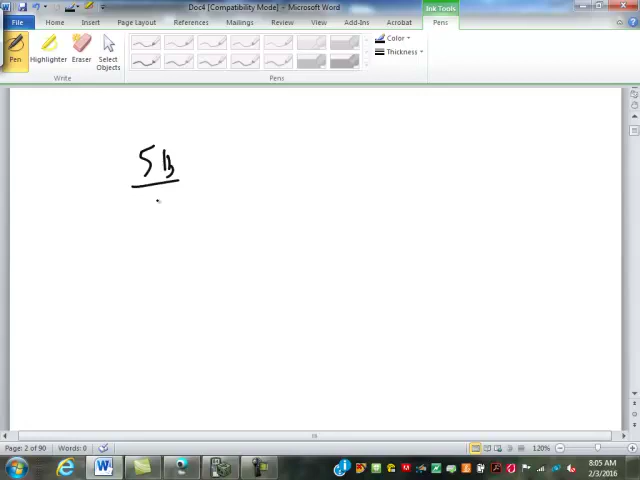 Doc4 [Compatibility Mode] - Microsoft Word
Ink Tools
File Home Insert Page Layout References Mailings Review View Add-Ins Acrobat Pens
Pen Highlighter Eraser Select Objects
Color
Thickness
Write Pens
5 lb
Page: 2 of 90 Words: 0 120%
8:05 AM
2/3/2016